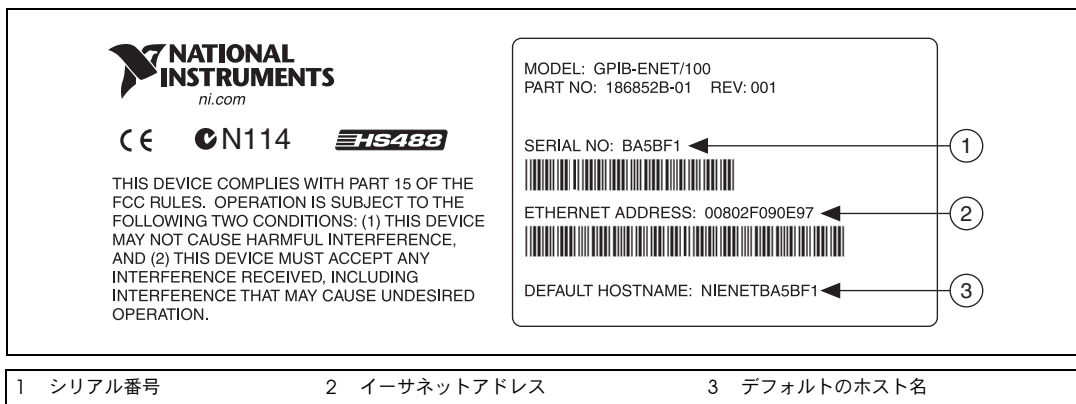 NATIONAL
INSTRUMENTS
ni.com
CE N114 HS488
THIS DEVICE COMPLIES WITH PART 15 OF THE
FCC RULES. OPERATION IS SUBJECT TO THE
FOLLOWING TWO CONDITIONS: (1) THIS DEVICE
MAY NOT CAUSE HARMFUL INTERFERENCE,
AND (2) THIS DEVICE MUST ACCEPT ANY
INTERFERENCE RECEIVED, INCLUDING
INTERFERENCE THAT MAY CAUSE UNDESIRED
OPERATION.
MODEL: GPIB-ENET/100
PART NO: 186852B-01 REV: 001
SERIAL NO: BA5BF1
1
ETHERNET ADDRESS: 00802F090E97
2
DEFAULT HOSTNAME: NIENETBA5BF1
3
1 シリアル番号 2 イーサネットアドレス 3 デフォルトのホスト名